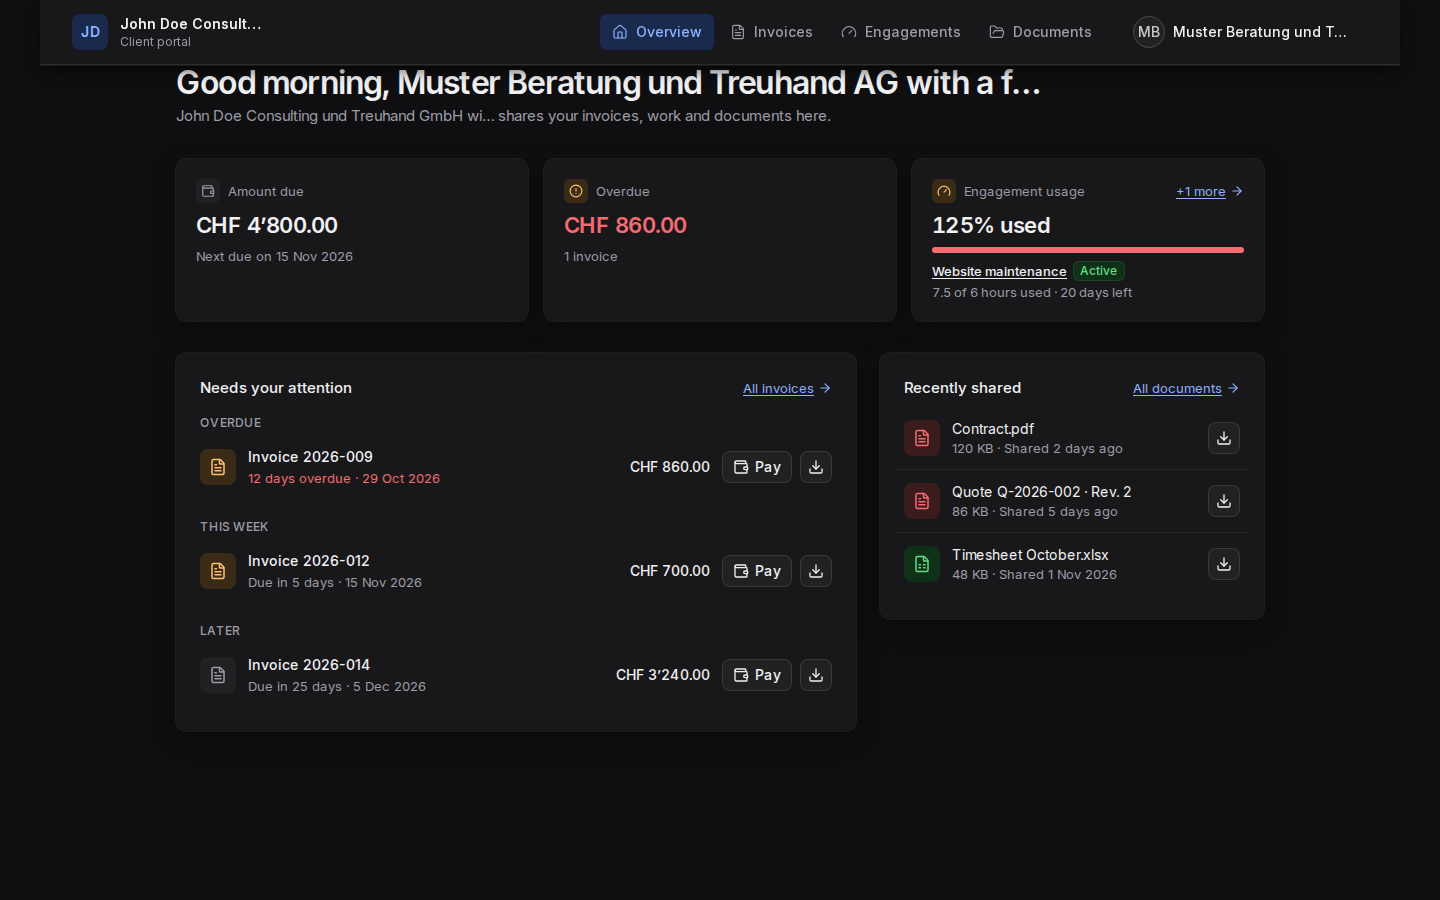 JD
John Doe Consult...
Client portal
Overview
Invoices
Engagements
Documents
MB
Muster Beratung und T...
Good morning, Muster Beratung und Treuhand AG with a f...
John Doe Consulting und Treuhand GmbH wi... shares your invoices, work and documents here.
Amount due
CHF 4’800.00
Next due on 15 Nov 2026
Overdue
CHF 860.00
1 invoice
Engagement usage
+1 more
125% used
Website maintenance
Active
7.5 of 6 hours used · 20 days left
Needs your attention
All invoices
OVERDUE
Invoice 2026-009
12 days overdue · 29 Oct 2026
CHF 860.00
Pay
THIS WEEK
Invoice 2026-012
Due in 5 days · 15 Nov 2026
CHF 700.00
Pay
LATER
Invoice 2026-014
Due in 25 days · 5 Dec 2026
CHF 3’240.00
Pay
Recently shared
All documents
Contract.pdf
120 KB · Shared 2 days ago
Quote Q-2026-002 · Rev. 2
86 KB · Shared 5 days ago
Timesheet October.xlsx
48 KB · Shared 1 Nov 2026